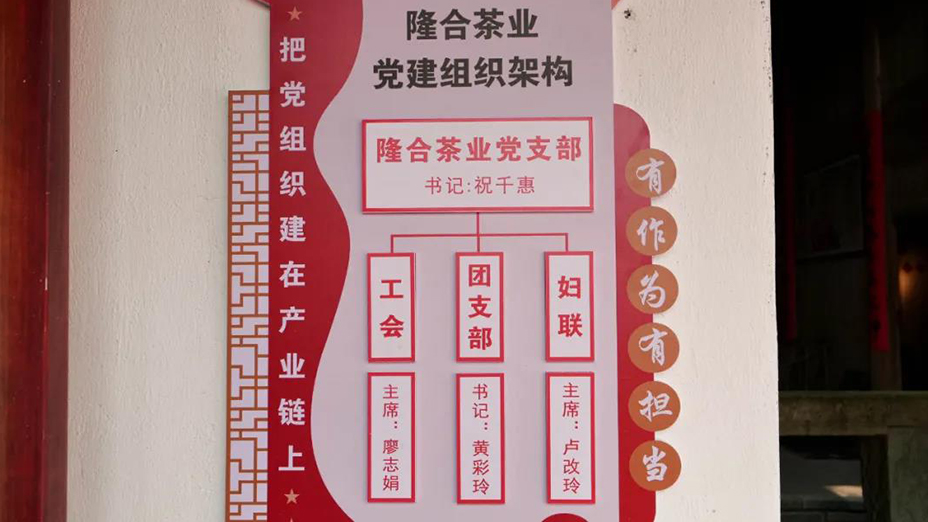 隆合茶业
党建组织架构
把党组织建在产业链上
隆合茶业党支部
书记:祝千惠
工会
团支部
妇联
主席：廖志娟
书记：黄彩玲
主席：卢改玲
有作为有担当